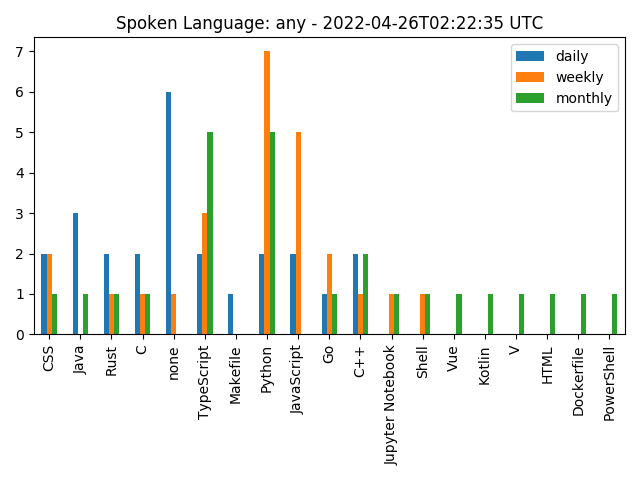 Spoken Language: any - 2022-04-26T02:22:35 UTC
daily
weekly
monthly
7
6
5
4
3
2
1
0
CSS
Java
Rust
C
none
TypeScript
Makefile
Python
JavaScript
Go
C++
Jupyter Notebook
Shell
Vue
Kotlin
V
HTML
Dockerfile
PowerShell